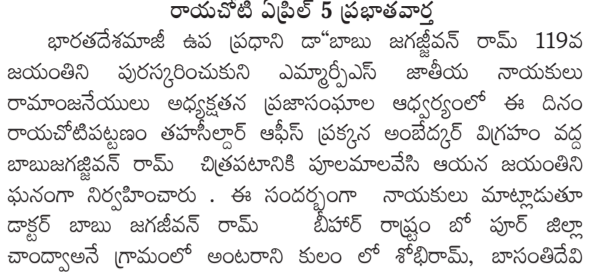 రాయచోటి ఏప్రిల్ 5 ప్రభాతవార్త
భారతదేశమాజీ ఉప ప్రధాని డా“బాబు జగజ్జీవన్ రామ్ 119వ
జయంతిని పురస్కరించుకుని ఎమ్మార్పీఎస్ జాతీయ నాయకులు
రామాంజనేయులు అధ్యక్షతన ప్రజాసంఘాల ఆధ్వర్యంలో ఈ దినం
రాయచోటిపట్టణం తహసీల్దార్ ఆఫీస్ ప్రక్కన అంబేద్కర్ విగ్రహం వద్ద
బాబుజగజ్జివన్ రామ్ చిత్రపటానికి పూలమాలవేసి ఆయన జయంతిని
ఘనంగా నిర్వహించారు . ఈ సందర్భంగా నాయకులు మాట్లాడుతూ
డాక్టర్ బాబు జగజీవన్ రామ్ బీహార్ రాష్ట్రం బో పూర్ జిల్లా
చాంద్వాఅనే గ్రామంలో అంటరాని కులం లో శోభిరామ్, బాసంతిదేవి